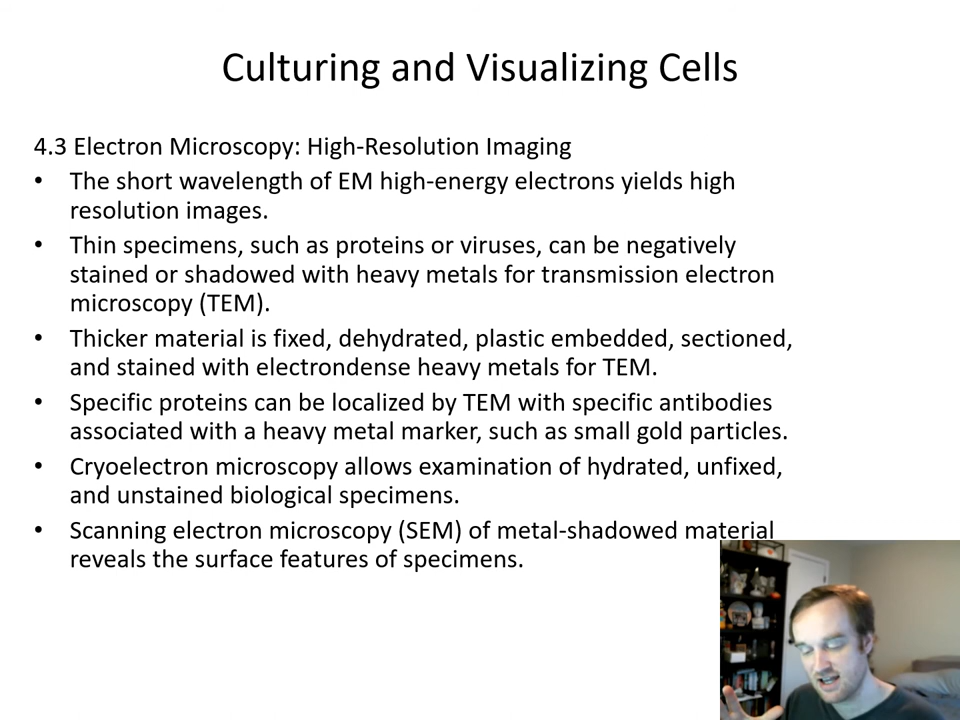 Culturing and Visualizing Cells
4.3 Electron Microscopy: High-Resolution Imaging
• The short wavelength of EM high-energy electrons yields high
resolution images.
• Thin specimens, such as proteins or viruses, can be negatively
stained or shadowed with heavy metals for transmission electron
microscopy (TEM).
• Thicker material is fixed, dehydrated, plastic embedded, sectioned,
and stained with electrondense heavy metals for TEM.
• Specific proteins can be localized by TEM with specific antibodies
associated with a heavy metal marker, such as small gold particles.
• Cryoelectron microscopy allows examination of hydrated, unfixed,
and unstained biological specimens.
• Scanning electron microscopy (SEM) of metal-shadowed material
reveals the surface features of specimens.